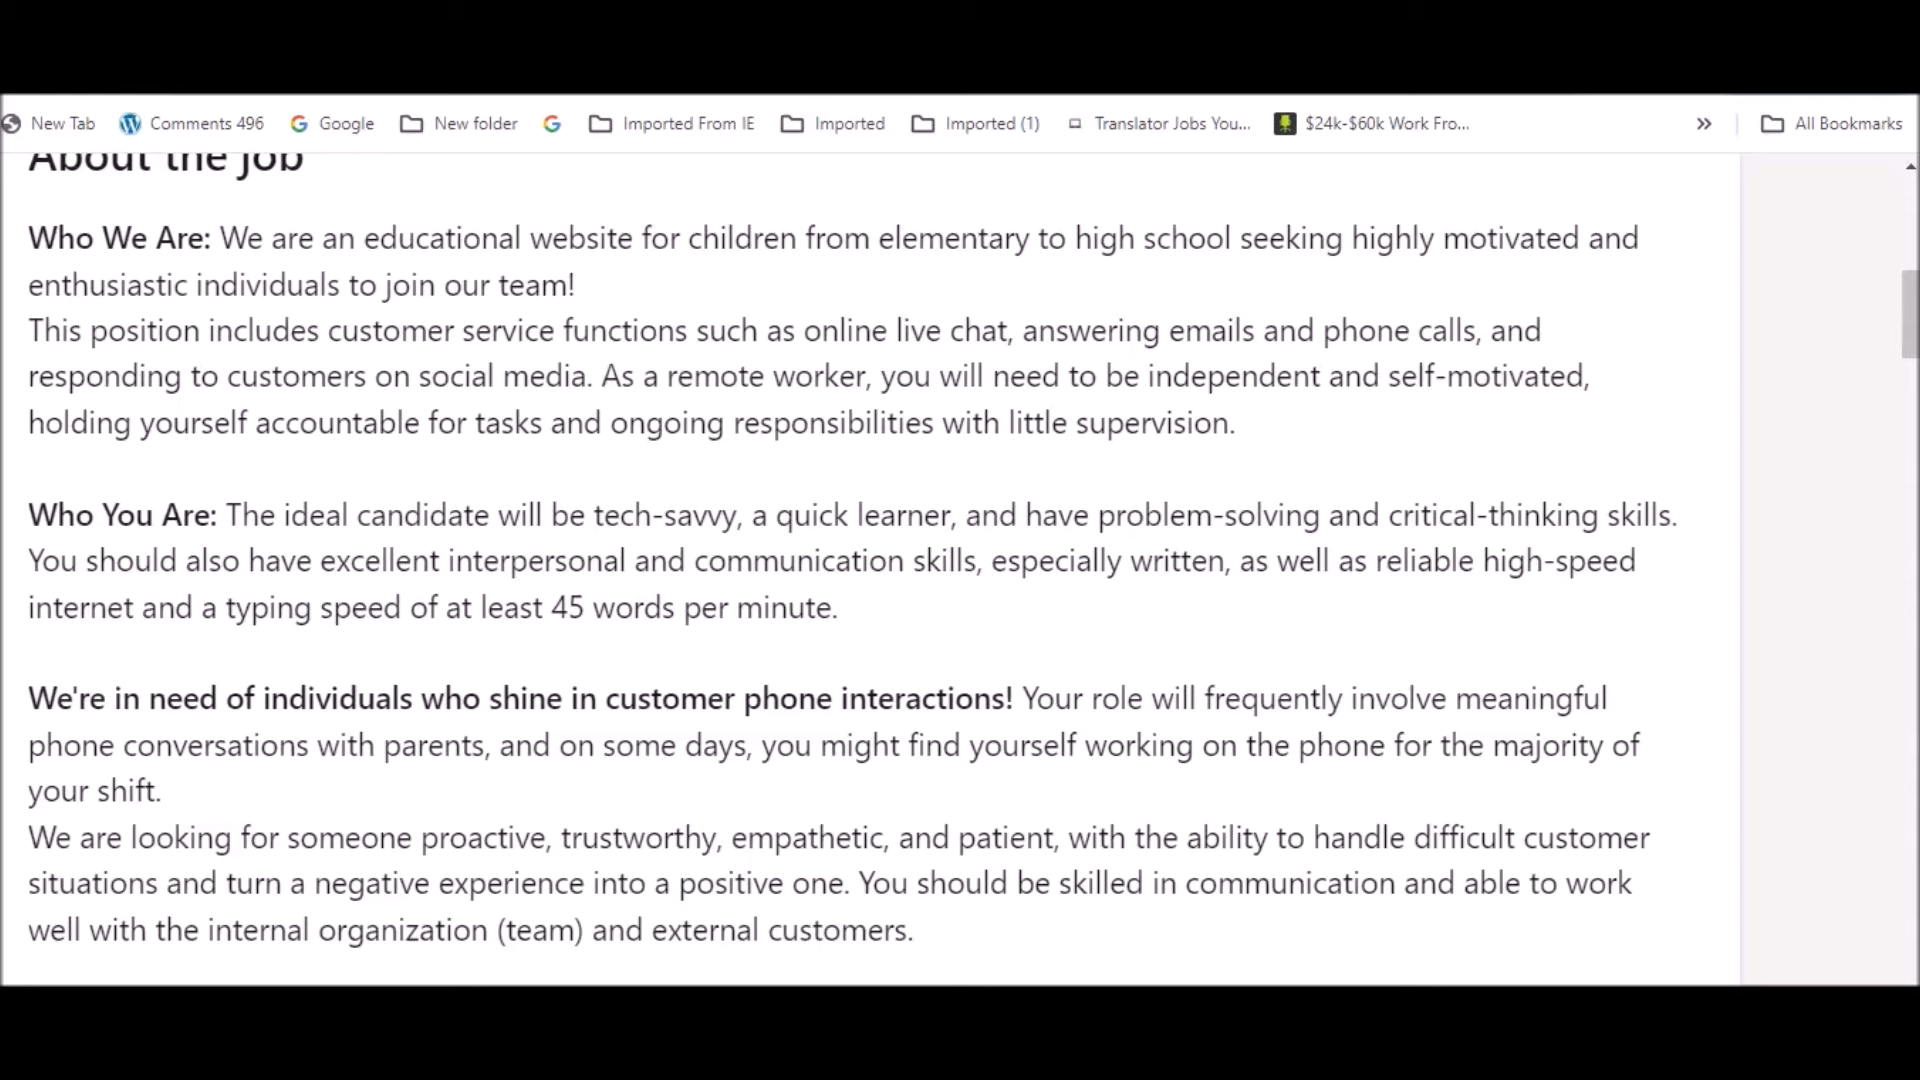 New Tab Comments 496 Google New folder Imported From IE Imported Imported (1) Translator Jobs You... $24k-$60k Work Fro... » All Bookmarks
About the job
Who We Are: We are an educational website for children from elementary to high school seeking highly motivated and
enthusiastic individuals to join our team!
This position includes customer service functions such as online live chat, answering emails and phone calls, and
responding to customers on social media. As a remote worker, you will need to be independent and self-motivated,
holding yourself accountable for tasks and ongoing responsibilities with little supervision.
Who You Are: The ideal candidate will be tech-savvy, a quick learner, and have problem-solving and critical-thinking skills.
You should also have excellent interpersonal and communication skills, especially written, as well as reliable high-speed
internet and a typing speed of at least 45 words per minute.
We're in need of individuals who shine in customer phone interactions! Your role will frequently involve meaningful
phone conversations with parents, and on some days, you might find yourself working on the phone for the majority of
your shift.
We are looking for someone proactive, trustworthy, empathetic, and patient, with the ability to handle difficult customer
situations and turn a negative experience into a positive one. You should be skilled in communication and able to work
well with the internal organization (team) and external customers.